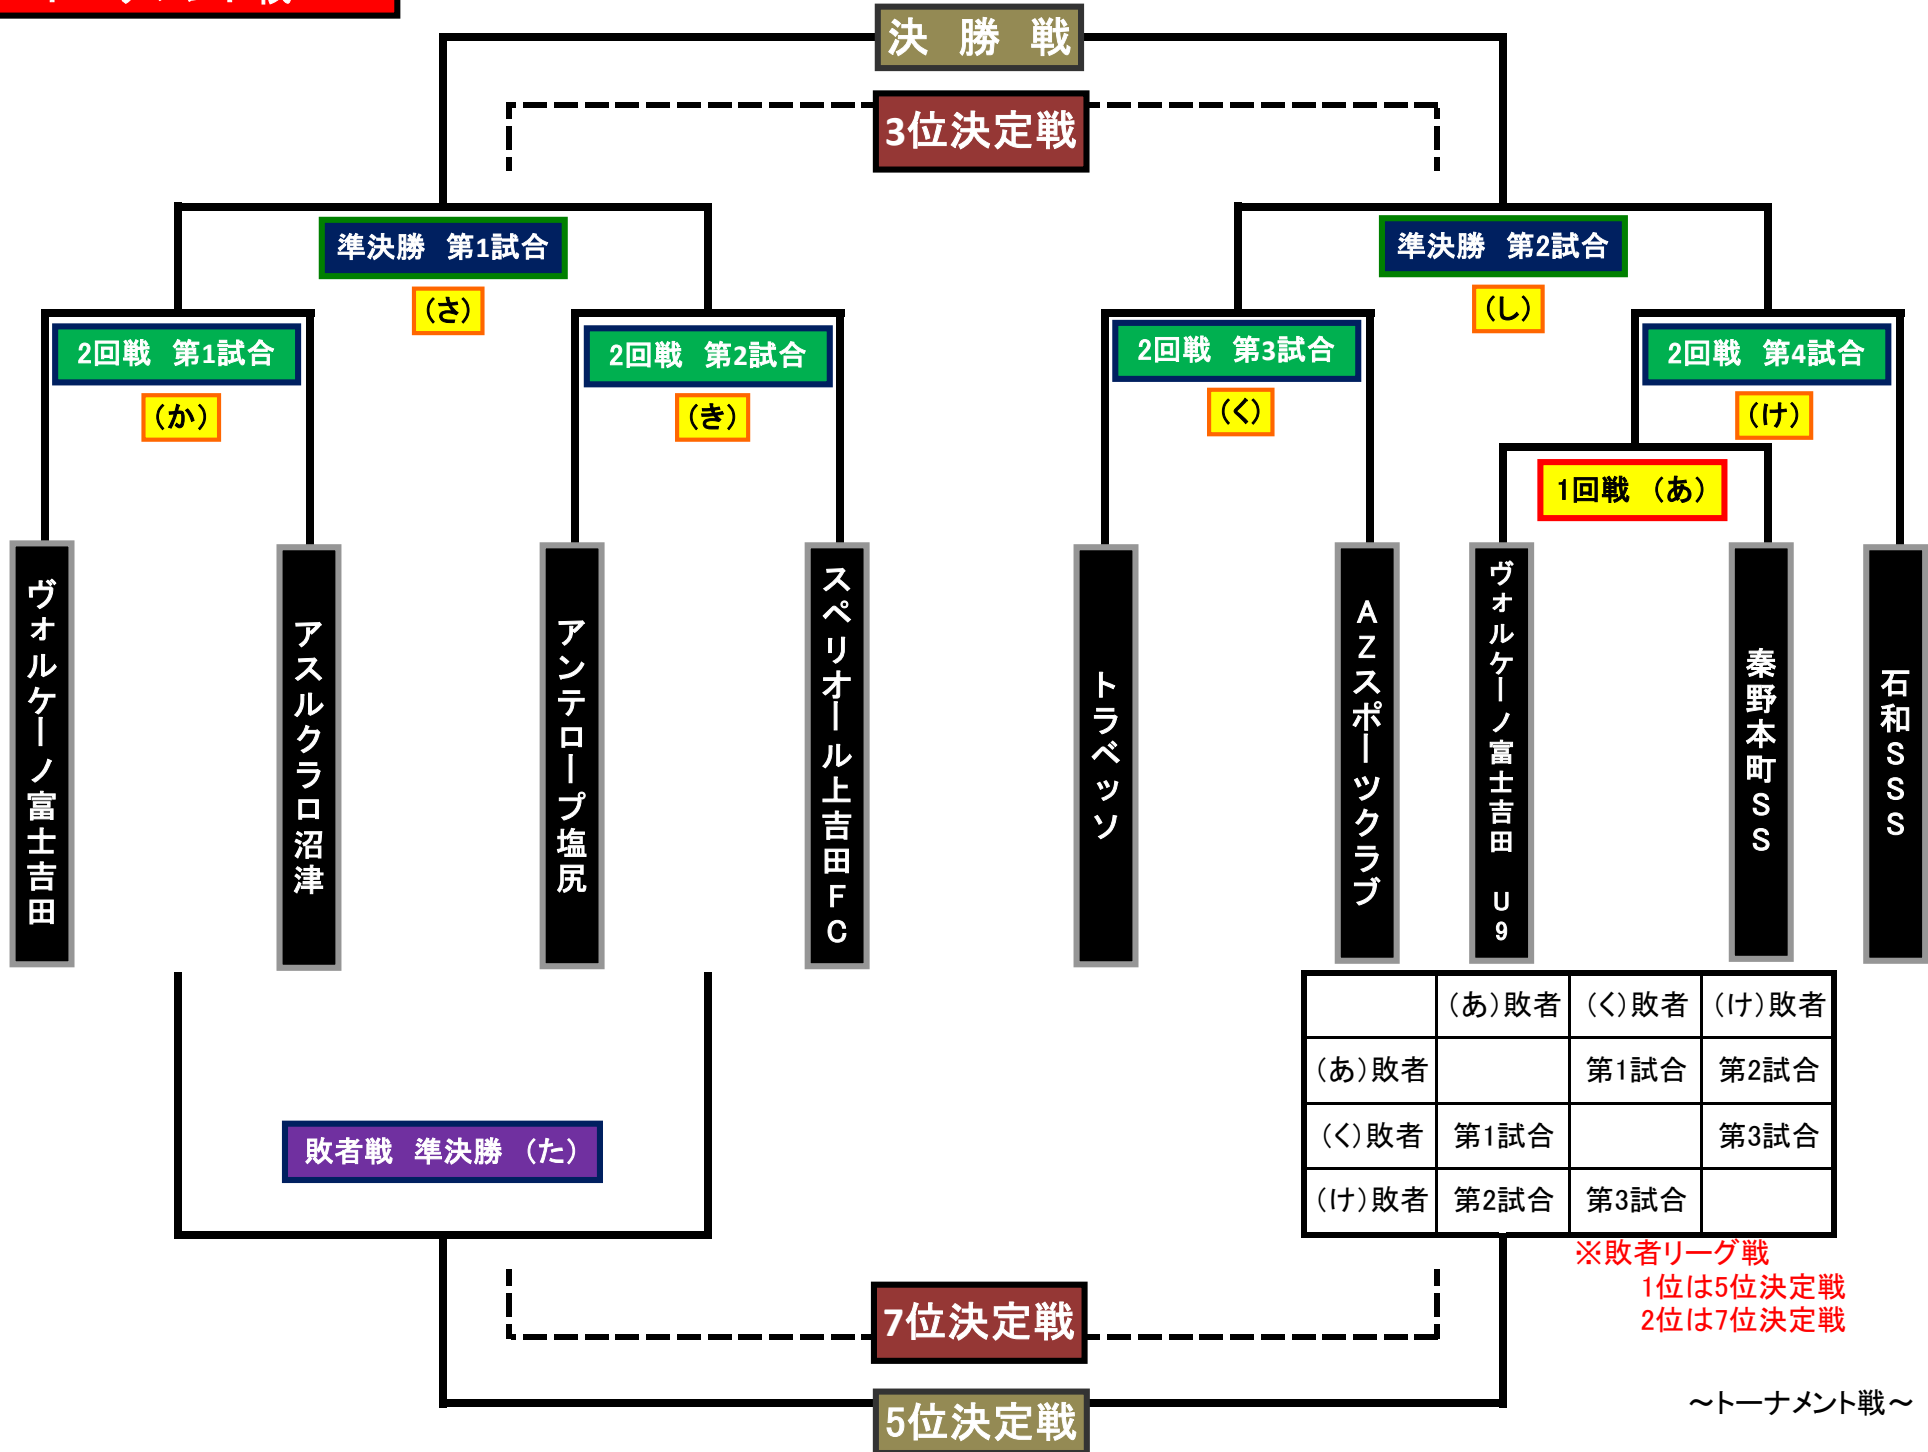 トーナメント戦
決　勝　戦
3位決定戦
準決勝　第1試合
準決勝　第2試合
(さ)
(し)
2回戦　第1試合
2回戦　第2試合
2回戦　第3試合
2回戦　第4試合
(か)
(き)
(く)
(け)
1回戦　(あ)
ヴォルケーノ富士吉田
アスルクラロ沼津
アンテロープ塩尻
スペリオール上吉田FC
トラベッソ
AZスポーツクラブ
ヴォルケーノ富士吉田　U9
秦野本町SS
石和SSS
(あ)敗者　(く)敗者　(け)敗者
(あ)敗者　第1試合　第2試合
(く)敗者　第1試合　第3試合
(け)敗者　第2試合　第3試合
敗者戦　準決勝　(た)
※敗者リーグ戦
1位は5位決定戦
2位は7位決定戦
7位決定戦
5位決定戦
～トーナメント戦～